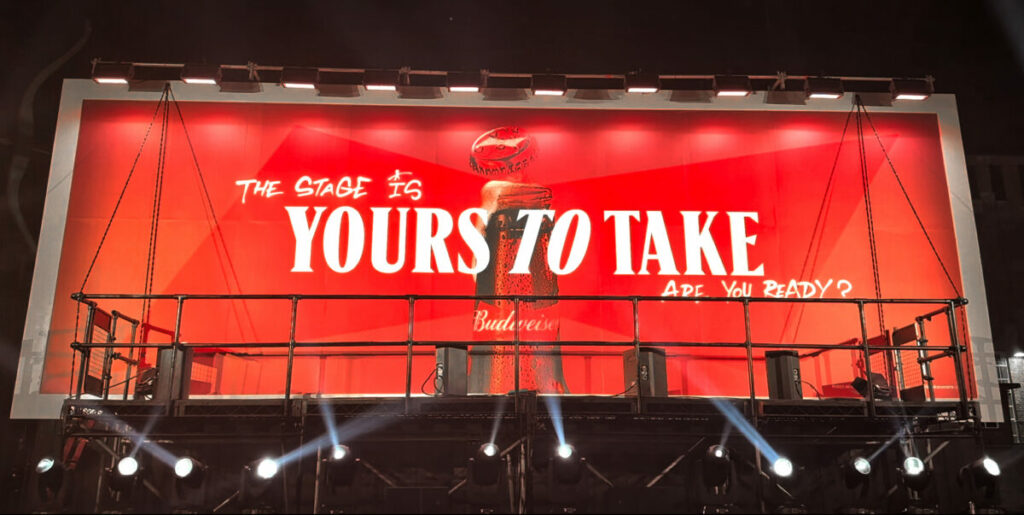 THE STAGE IS
YOURS TO TAKE
ARE YOU READY?
Budweiser